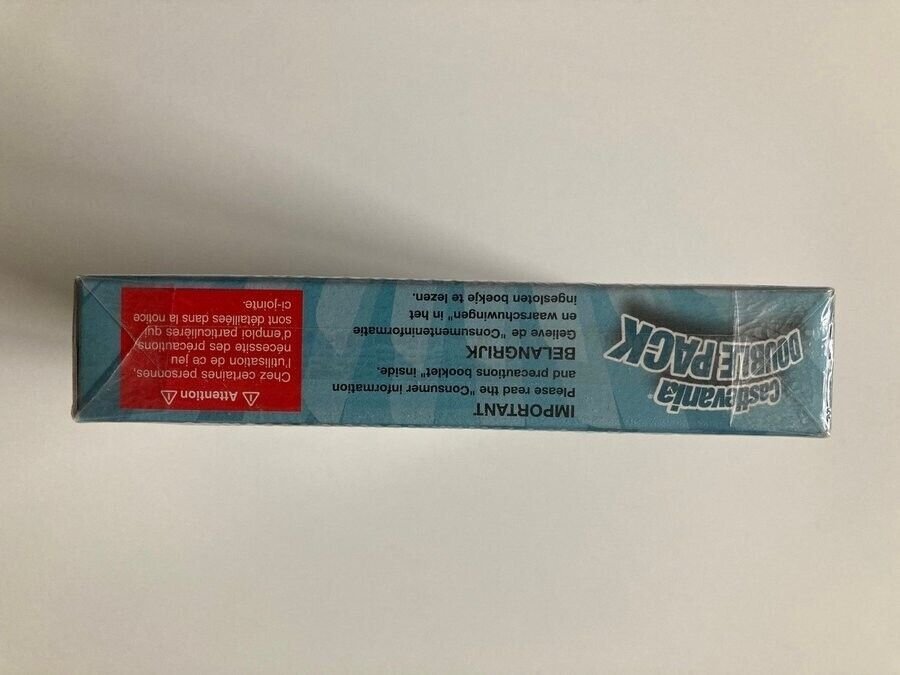 Castlevania
DOUBLE PACK
IMPORTANT
Please read the "Consumer information
and precautions booklet" inside.
BELANGRIJK
Gelieve de "Consumenteninformatie
en waarschuwingen" in het
ingesloten boekje te lezen.
⚠ Attention ⚠
Chez certaines personnes,
l'utilisation de ce jeu
nécessite des précautions
d'emploi particulières qui
sont détaillées dans la notice
ci-jointe.